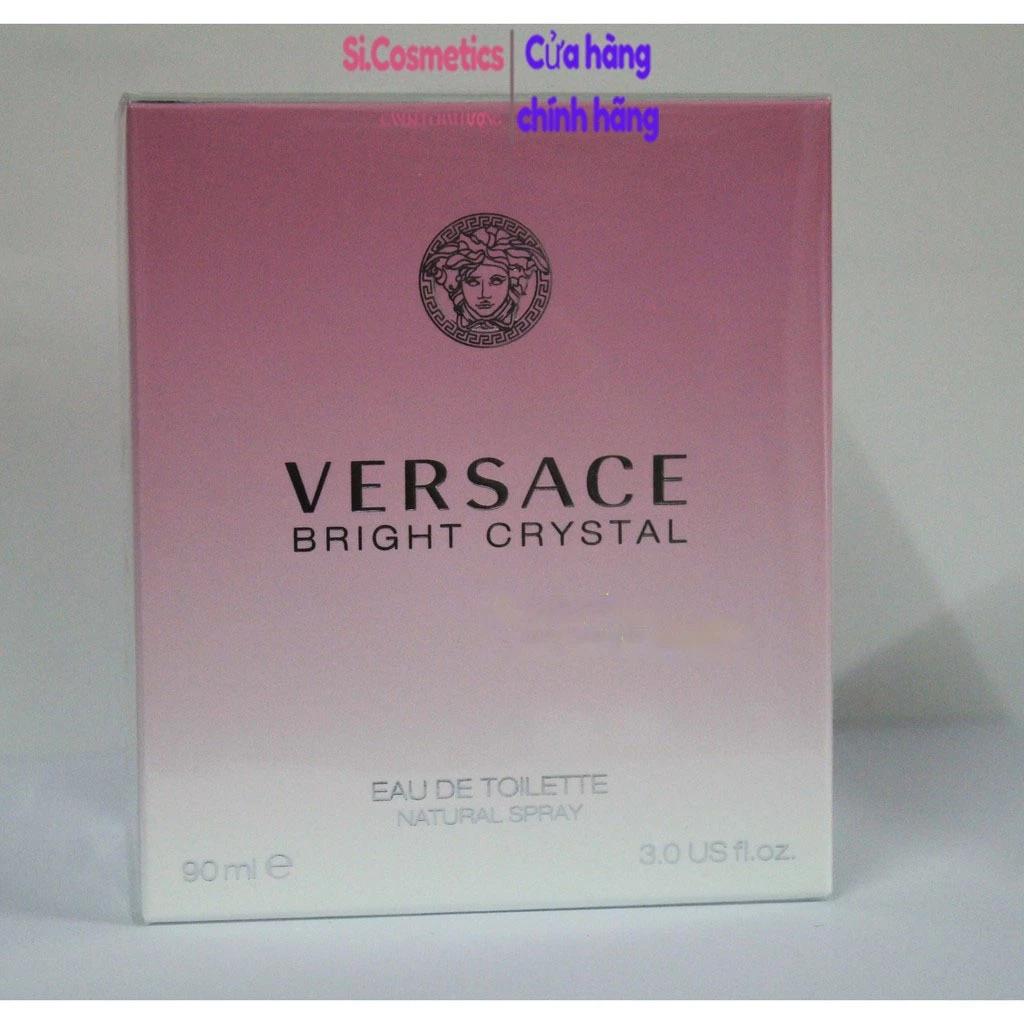 Si.Cosmetics
Cửa hàng
chính hãng
VERSACE
BRIGHT CRYSTAL
EAU DE TOILETTE
NATURAL SPRAY
90 ml e
3.0 US fl.oz.